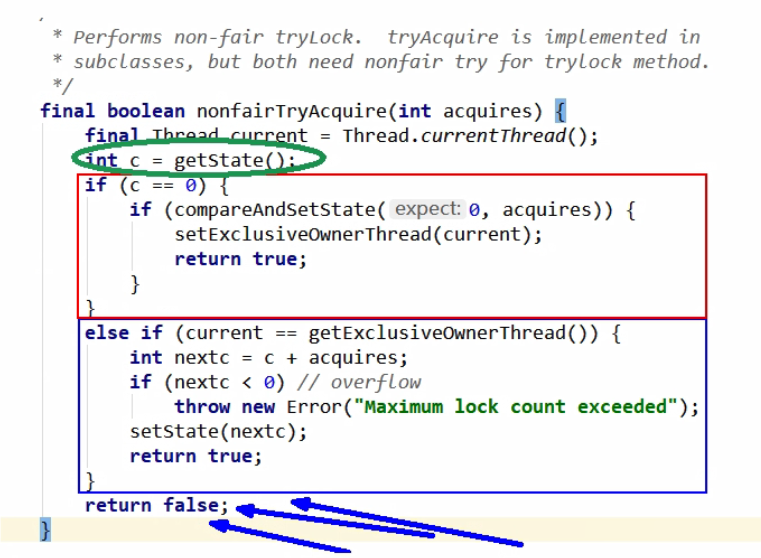 * Performs non-fair tryLock.  tryAcquire is implemented in
* subclasses, but both need nonfair try for trylock method.
*/
final boolean nonfairTryAcquire(int acquires) {
final Thread current = Thread.currentThread();
int c = getState();
if (c == 0) {
if (compareAndSetState( expect: 0, acquires)) {
setExclusiveOwnerThread(current);
return true;
}
}
else if (current == getExclusiveOwnerThread()) {
int nextc = c + acquires;
if (nextc < 0) // overflow
throw new Error("Maximum lock count exceeded");
setState(nextc);
return true;
}
return false;
}